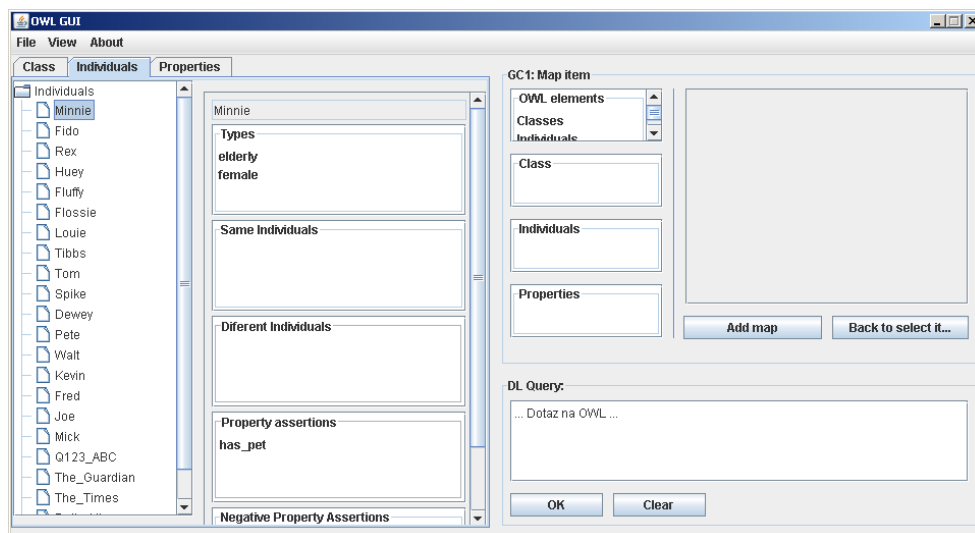 OWL GUI
File View About
Class Individuals Properties
Individuals
Minnie
Fido
Rex
Huey
Fluffy
Flossie
Louie
Tibbs
Tom
Spike
Dewey
Pete
Walt
Kevin
Fred
Joe
Mick
Q123_ABC
The_Guardian
The_Times
Minnie
Types
elderly
female
Same Individuals
Diferent Individuals
Property assertions
has_pet
Negative Property Assertions
GC1: Map item
OWL elements
Classes
Individuals
Class
Individuals
Properties
Add map
Back to select it...
DL Query:
... Dotaz na OWL ...
OK
Clear